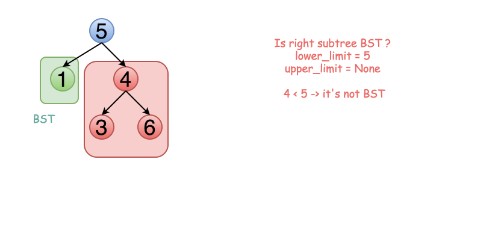 5
Is right subtree BST ?
lower_limit = 5
upper_limit = None
1
4
4 < 5 -> it's not BST
BST
3
6